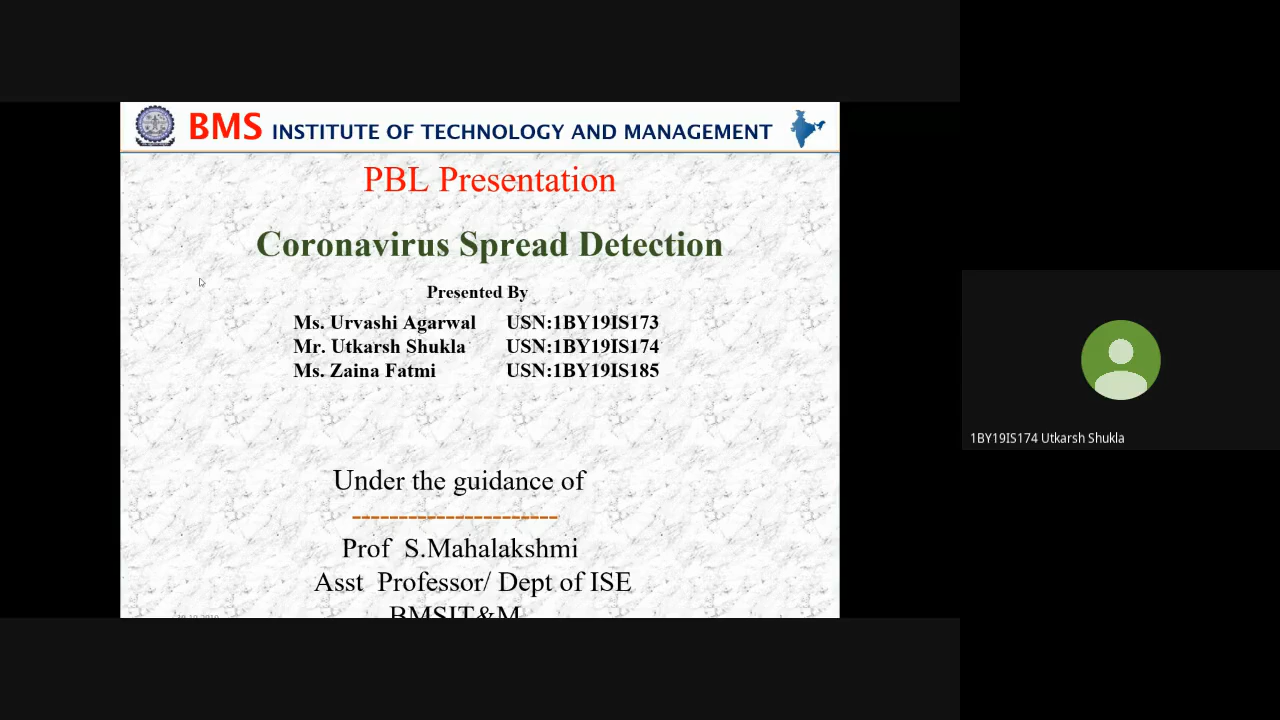 BMS INSTITUTE OF TECHNOLOGY AND MANAGEMENT
PBL Presentation
Coronavirus Spread Detection
Presented By
Ms. Urvashi Agarwal USN:1BY19IS173
Mr. Utkarsh Shukla USN:1BY19IS174
Ms. Zaina Fatmi USN:1BY19IS185
Under the guidance of
----------------------
Prof S.Mahalakshmi
Asst Professor/ Dept of ISE
BMSIT&M
1BY19IS174 Utkarsh Shukla